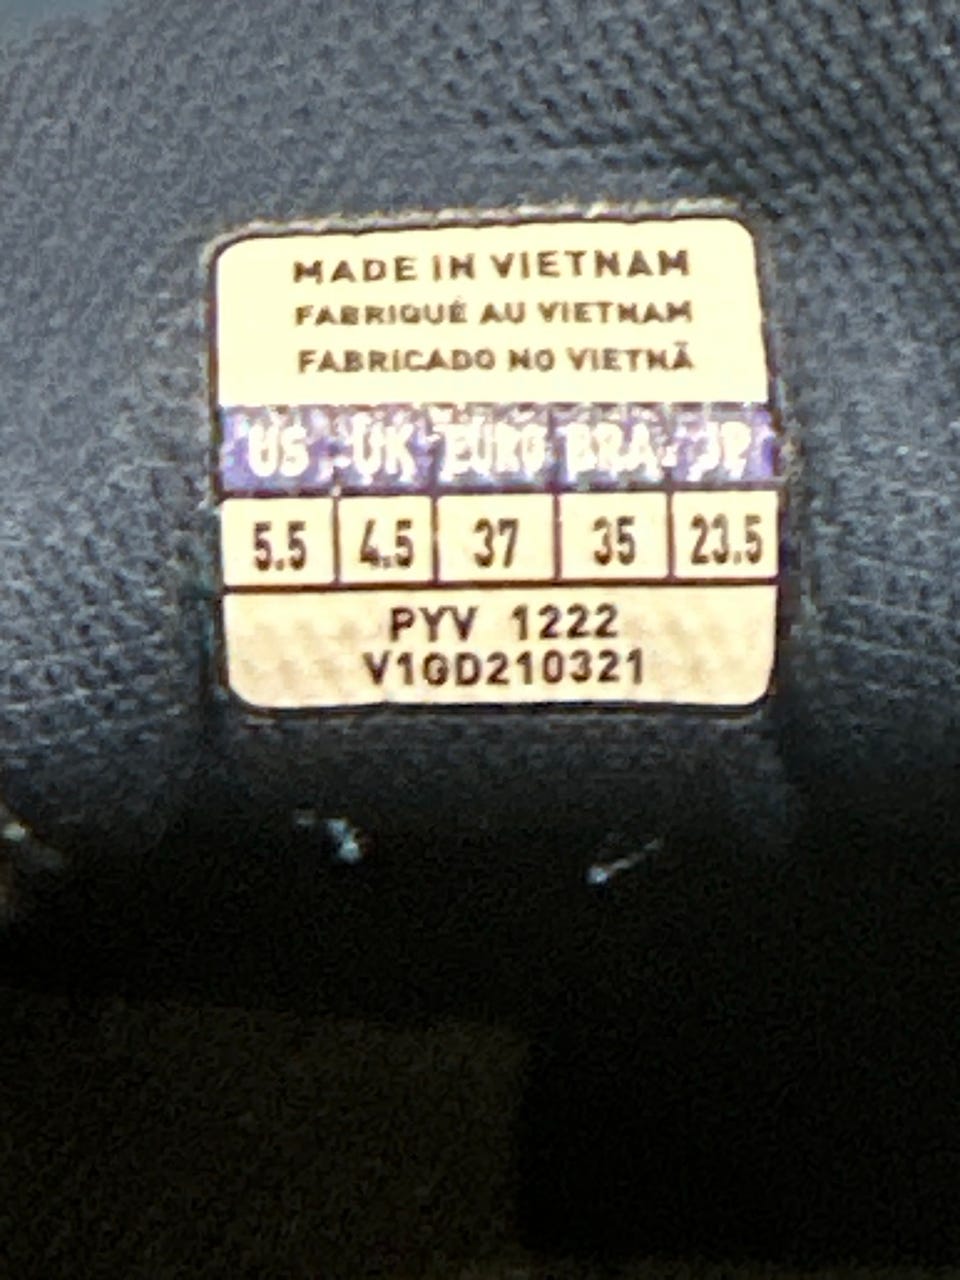 MADE IN VIETNAM
FABRIQUÉ AU VIETNAM
FABRICADO NO VIETNÃ
US UK EURO BRA. JP.
5.5 4.5 37 35 23.5
PYV 1222
V1GD210321